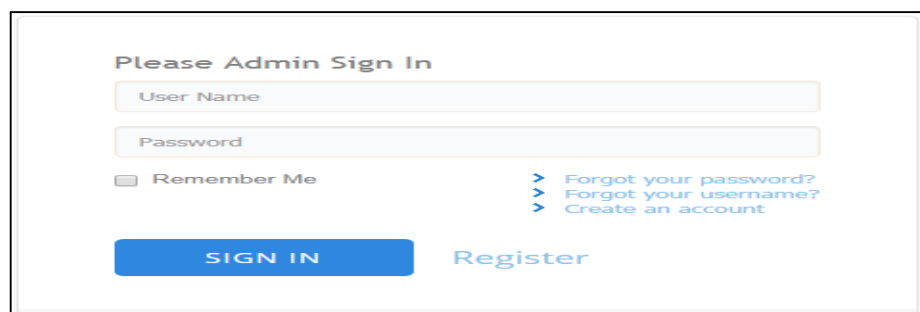 Please Admin Sign In
User Name
Password
Remember Me
Forgot your password?
Forgot your username?
Create an account
SIGN IN
Register